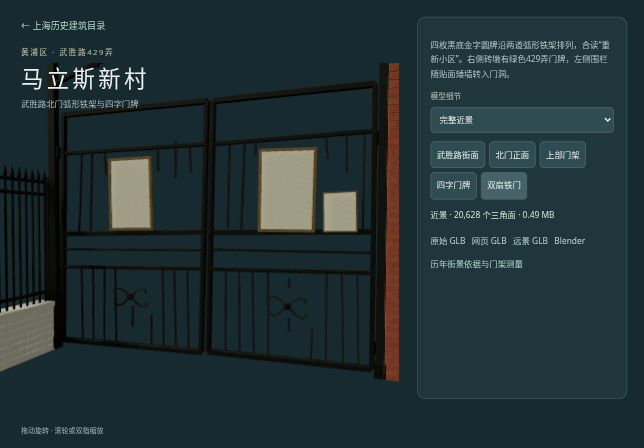 ← 上海历史建筑目录
黄浦区 · 武胜路429弄
马立斯新村
武胜路北门弧形铁架与四字门牌
四枚黑底金字圆牌沿两道弧形铁架排列，合读“重
新小区”。右侧砖墩有绿色429弄门牌，左侧围栏
随贴面矮墙转入门洞。
模型细节
完整近景
武胜路街面
北门正面
上部门架
四字门牌
双扇铁门
近景 · 20,628 个三角面 · 0.49 MB
原始 GLB 网页 GLB 远景 GLB Blender
历年街景依据与门架测量
拖动旋转 · 滚轮或双指缩放